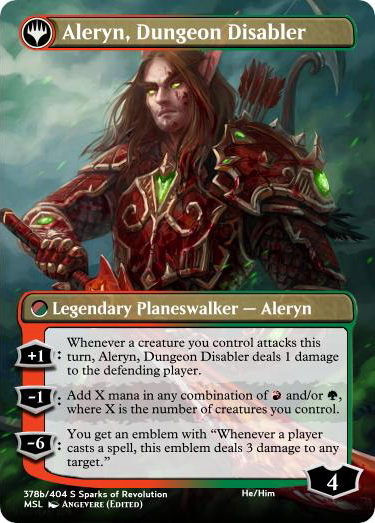 Aleryn, Dungeon Disabler
Legendary Planeswalker — Aleryn
+1: Whenever a creature you control attacks this
turn, Aleryn, Dungeon Disabler deals 1 damage
to the defending player.
-1: Add X mana in any combination of and/or ,
where X is the number of creatures you control.
-6: You get an emblem with “Whenever a player
casts a spell, this emblem deals 3 damage to any
target.”
4
378b/404 S Sparks of Revolution He/Him
MSL Angevere (Edited)